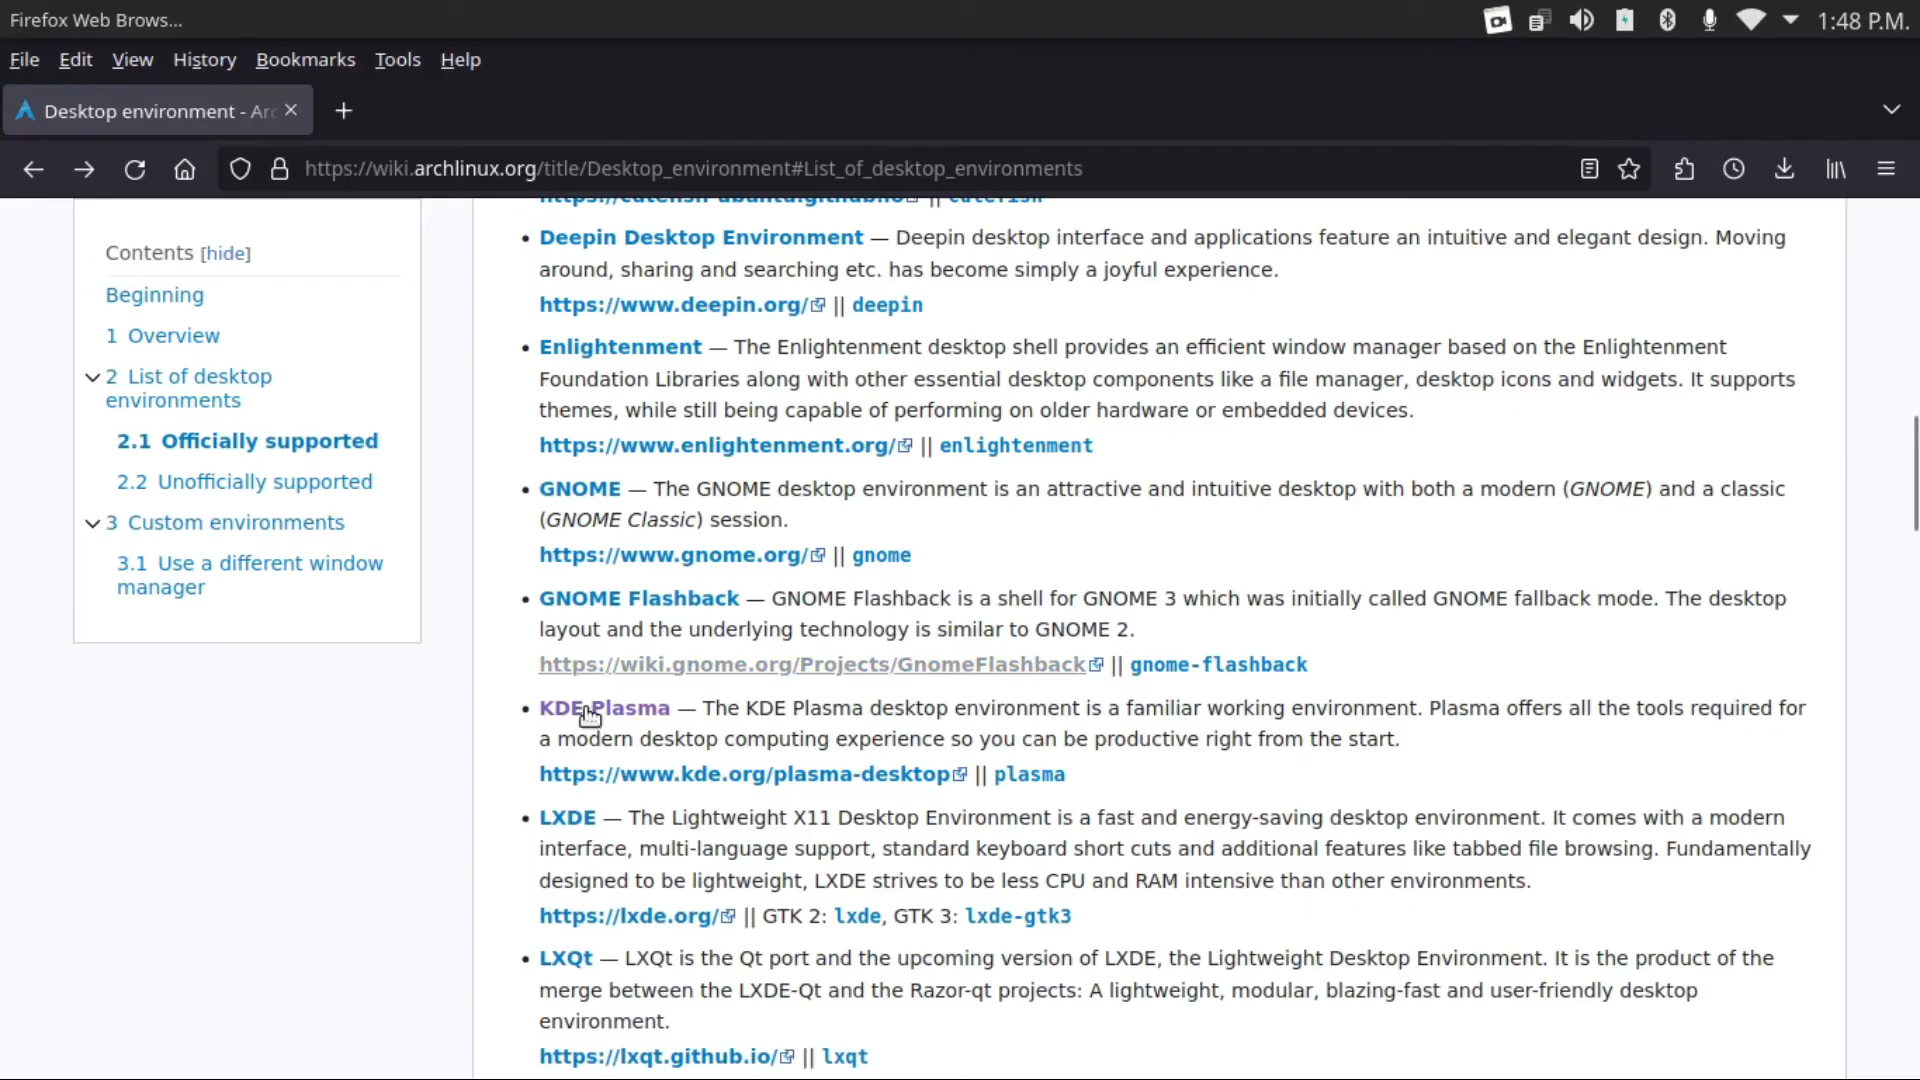 Firefox Web Brows...
1:48 P.M.
File Edit View History Bookmarks Tools Help
Desktop environment - Arc
https://wiki.archlinux.org/title/Desktop_environment#List_of_desktop_environments
Contents [hide]
Beginning
1 Overview
2 List of desktop
environments
2.1 Officially supported
2.2 Unofficially supported
3 Custom environments
3.1 Use a different window
manager
• Deepin Desktop Environment — Deepin desktop interface and applications feature an intuitive and elegant design. Moving
around, sharing and searching etc. has become simply a joyful experience.
https://www.deepin.org/ || deepin
• Enlightenment — The Enlightenment desktop shell provides an efficient window manager based on the Enlightenment
Foundation Libraries along with other essential desktop components like a file manager, desktop icons and widgets. It supports
themes, while still being capable of performing on older hardware or embedded devices.
https://www.enlightenment.org/ || enlightenment
• GNOME — The GNOME desktop environment is an attractive and intuitive desktop with both a modern (GNOME) and a classic
(GNOME Classic) session.
https://www.gnome.org/ || gnome
• GNOME Flashback — GNOME Flashback is a shell for GNOME 3 which was initially called GNOME fallback mode. The desktop
layout and the underlying technology is similar to GNOME 2.
https://wiki.gnome.org/Projects/GnomeFlashback || gnome-flashback
• KDE Plasma — The KDE Plasma desktop environment is a familiar working environment. Plasma offers all the tools required for
a modern desktop computing experience so you can be productive right from the start.
https://www.kde.org/plasma-desktop || plasma
• LXDE — The Lightweight X11 Desktop Environment is a fast and energy-saving desktop environment. It comes with a modern
interface, multi-language support, standard keyboard short cuts and additional features like tabbed file browsing. Fundamentally
designed to be lightweight, LXDE strives to be less CPU and RAM intensive than other environments.
https://lxde.org/ || GTK 2: lxde, GTK 3: lxde-gtk3
• LXQt — LXQt is the Qt port and the upcoming version of LXDE, the Lightweight Desktop Environment. It is the product of the
merge between the LXDE-Qt and the Razor-qt projects: A lightweight, modular, blazing-fast and user-friendly desktop
environment.
https://lxqt.github.io/ || lxqt